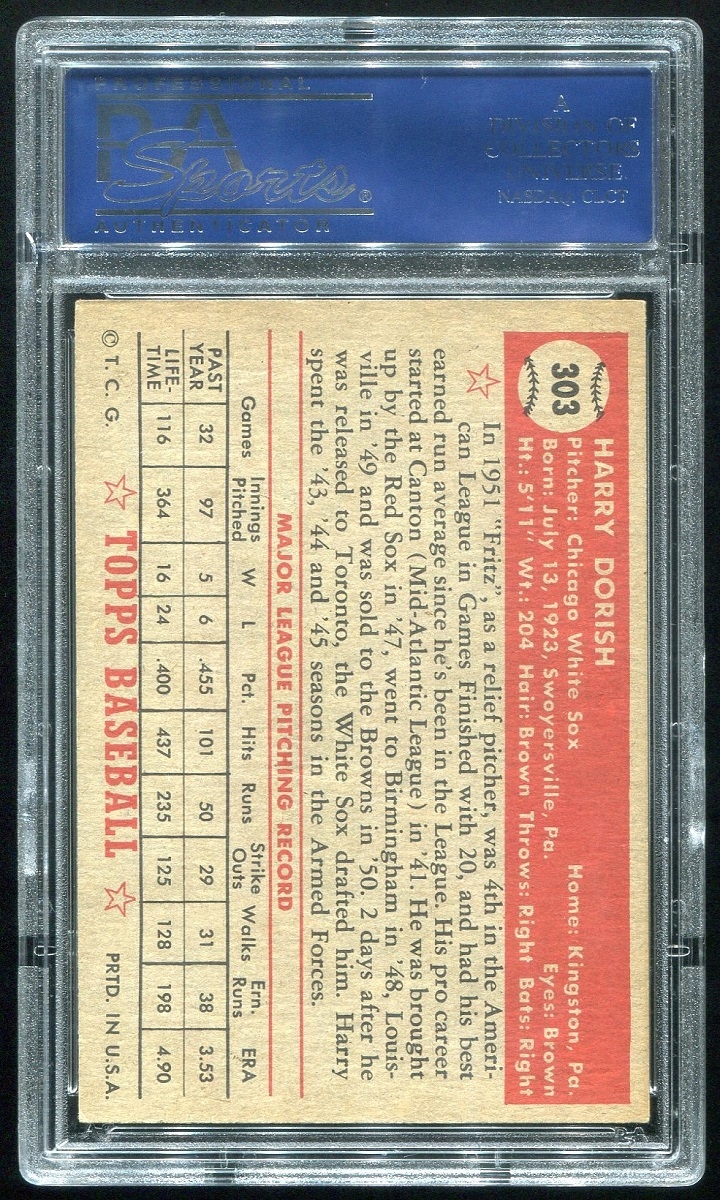 PROFESSIONAL
PSA
Sports®
AUTHENTICATOR
A
DIVISION OF
COLLECTORS
UNIVERSE
NASDAQ: CLCT
303
HARRY DORISH
Pitcher: Chicago White Sox Home: Kingston, Pa.
Born: July 13, 1923, Swoyersville, Pa. Eyes: Brown
Ht.: 5'11" Wt.: 204 Hair: Brown Throws: Right Bats: Right
In 1951 "Fritz", as a relief pitcher, was 4th in the Ameri-
can League in Games Finished with 20, and had his best
earned run average since he's been in the League. His pro career
started at Canton (Mid-Atlantic League) in '41. He was brought
up by the Red Sox in '47, went to Birmingham in '48, Louis-
ville in '49 and was sold to the Browns in '50. 2 days after he
was released to Toronto, the White Sox drafted him. Harry
spent the '43, '44 and '45 seasons in the Armed Forces.
MAJOR LEAGUE PITCHING RECORD
Games Innings Pitched W L Pct. Hits Runs Strike Outs Walks Ern. Runs ERA
PAST YEAR 32 97 5 6 .455 101 50 29 31 38 3.53
LIFE-TIME 116 364 16 24 .400 437 235 125 128 198 4.90
© T. C. G. TOPPS BASEBALL PRTD. IN U.S.A.